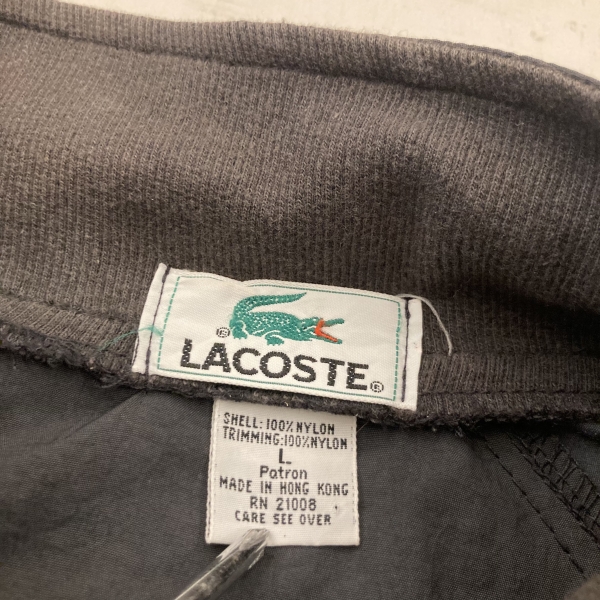 LACOSTE®
SHELL:100%NYLON
TRIMMING:100%NYLON
L
Patron
MADE IN HONG KONG
RN 21008
CARE SEE OVER